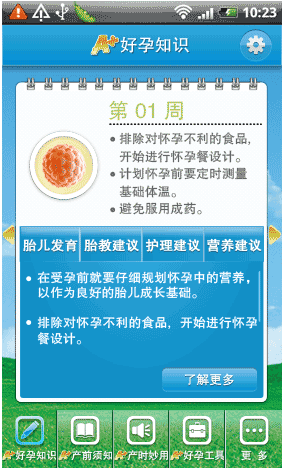 10:23
A+好孕知识
第 01 周
● 排除对怀孕不利的食品，
开始进行怀孕餐设计。
● 计划怀孕前要定时测量
基础体温。
● 避免服用成药。
胎儿发育 胎教建议 护理建议 营养建议
● 在受孕前就要仔细规划怀孕中的营养，
以作为良好的胎儿成长基础。
● 排除对怀孕不利的食品，开始进行怀孕
餐设计。
了解更多
A+好孕知识 A+产前须知 A+产时妙用 A+好孕工具 更 多